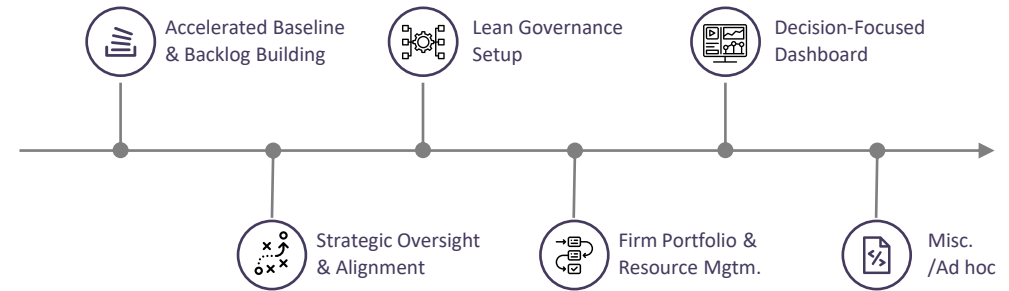 Accelerated Baseline
& Backlog Building
Strategic Oversight
& Alignment
Lean Governance
Setup
Firm Portfolio &
Resource Mgtm.
Decision-Focused
Dashboard
Misc.
/Ad hoc